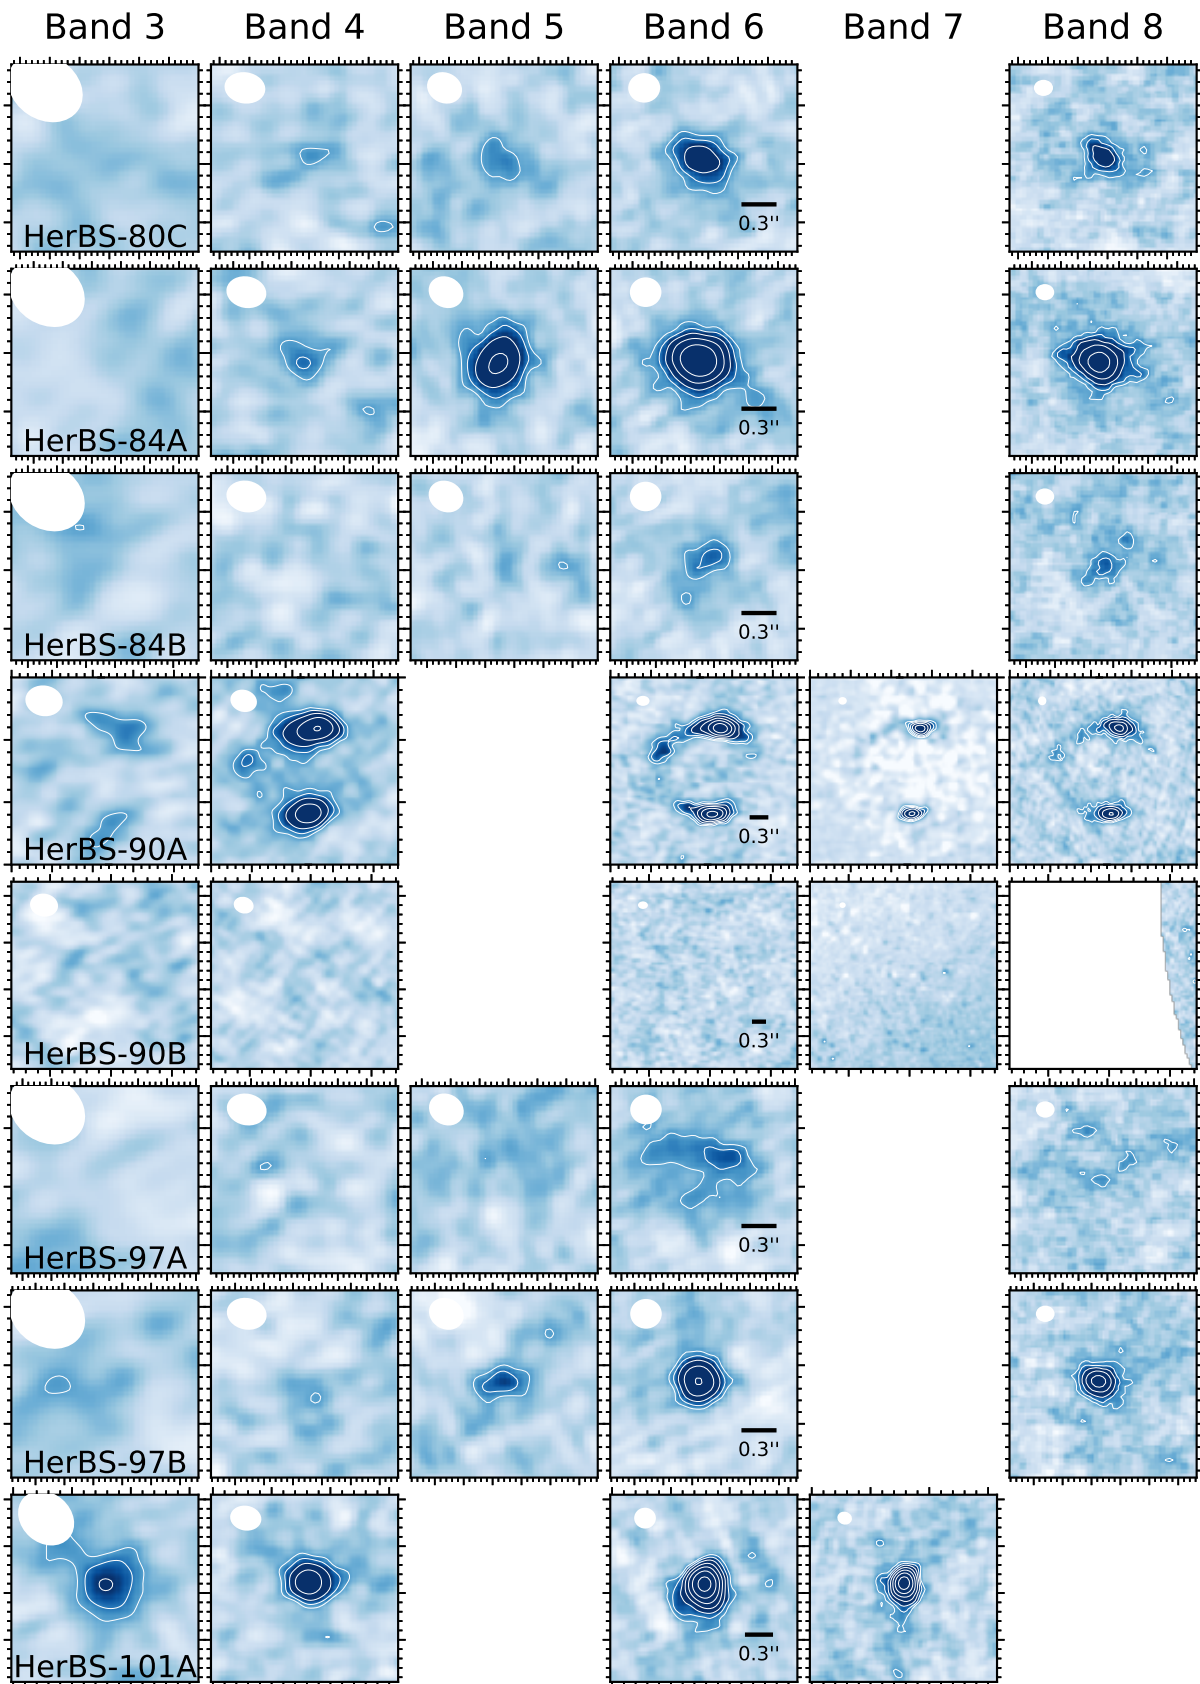 Band 3 Band 4 Band 5 Band 6 Band 7 Band 8
HerBS-80C
0.3''
HerBS-84A
0.3''
HerBS-84B
0.3''
HerBS-90A
0.3''
HerBS-90B
0.3''
HerBS-97A
0.3''
HerBS-97B
0.3''
HerBS-101A
0.3''